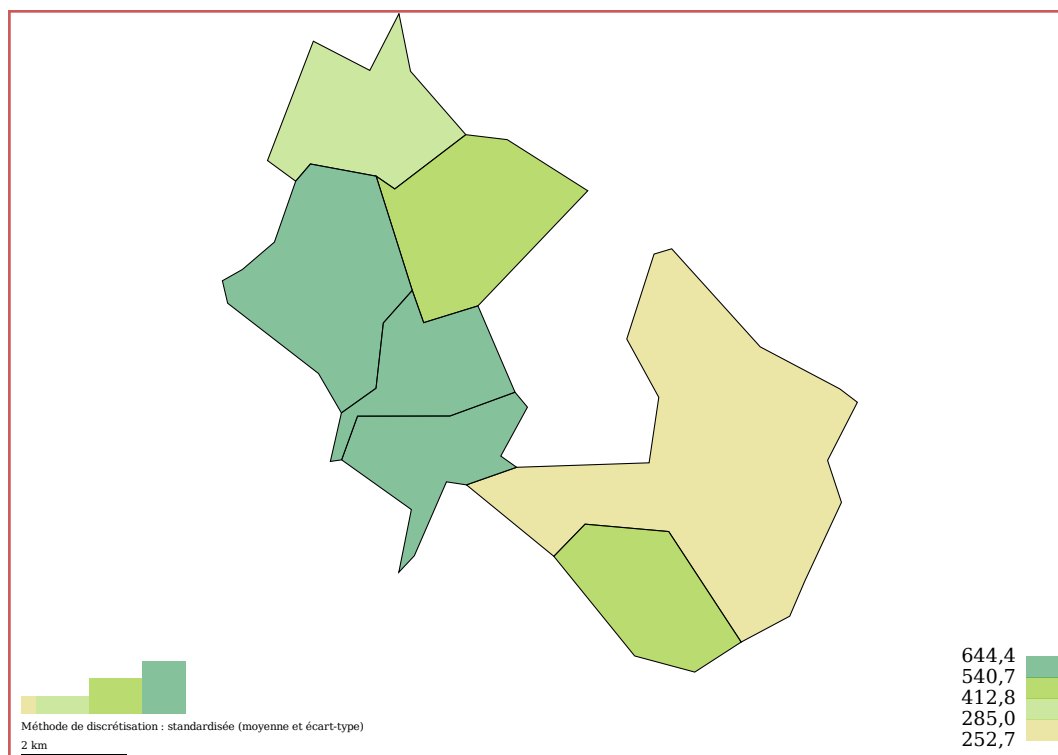 644,4
540,7
412,8
285,0
252,7
Méthode de discrétisation : standardisée (moyenne et écart-type)
2 km